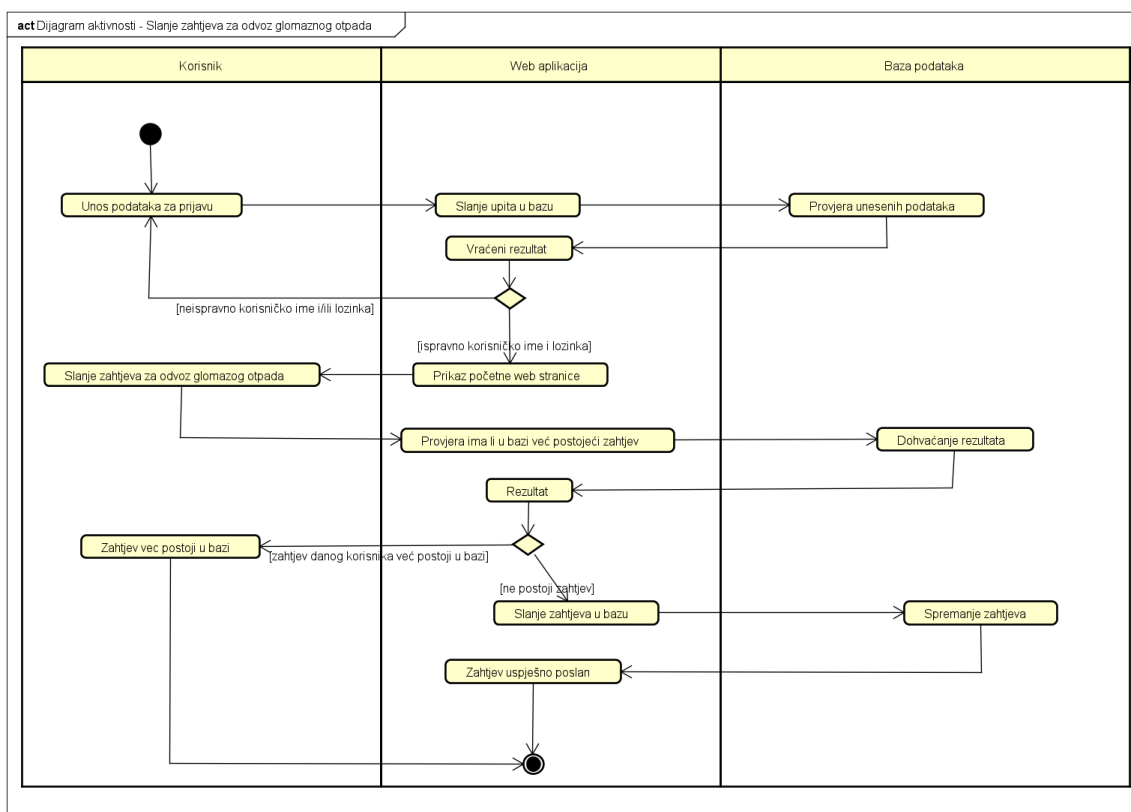 act Dijagram aktivnosti - Slanje zahtjeva za odvoz glomaznog otpada
Korisnik
Web aplikacija
Baza podataka
Unos podataka za prijavu
Slanje upita u bazu
Provjera unesenih podataka
Vraćeni rezultat
[neispravno korisničko ime i/ili lozinka]
[ispravno korisničko ime i lozinka]
Slanje zahtjeva za odvoz glomazog otpada
Prikaz početne web stranice
Provjera ima li u bazi već postojeći zahtjev
Dohvaćanje rezultata
Rezultat
Zahtjev vec postoji u bazi
[zahtjev danog korisnika već postoji u bazi]
[ne postoji zahtjev]
Slanje zahtjeva u bazu
Spremanje zahtjeva
Zahtjev uspješno poslan